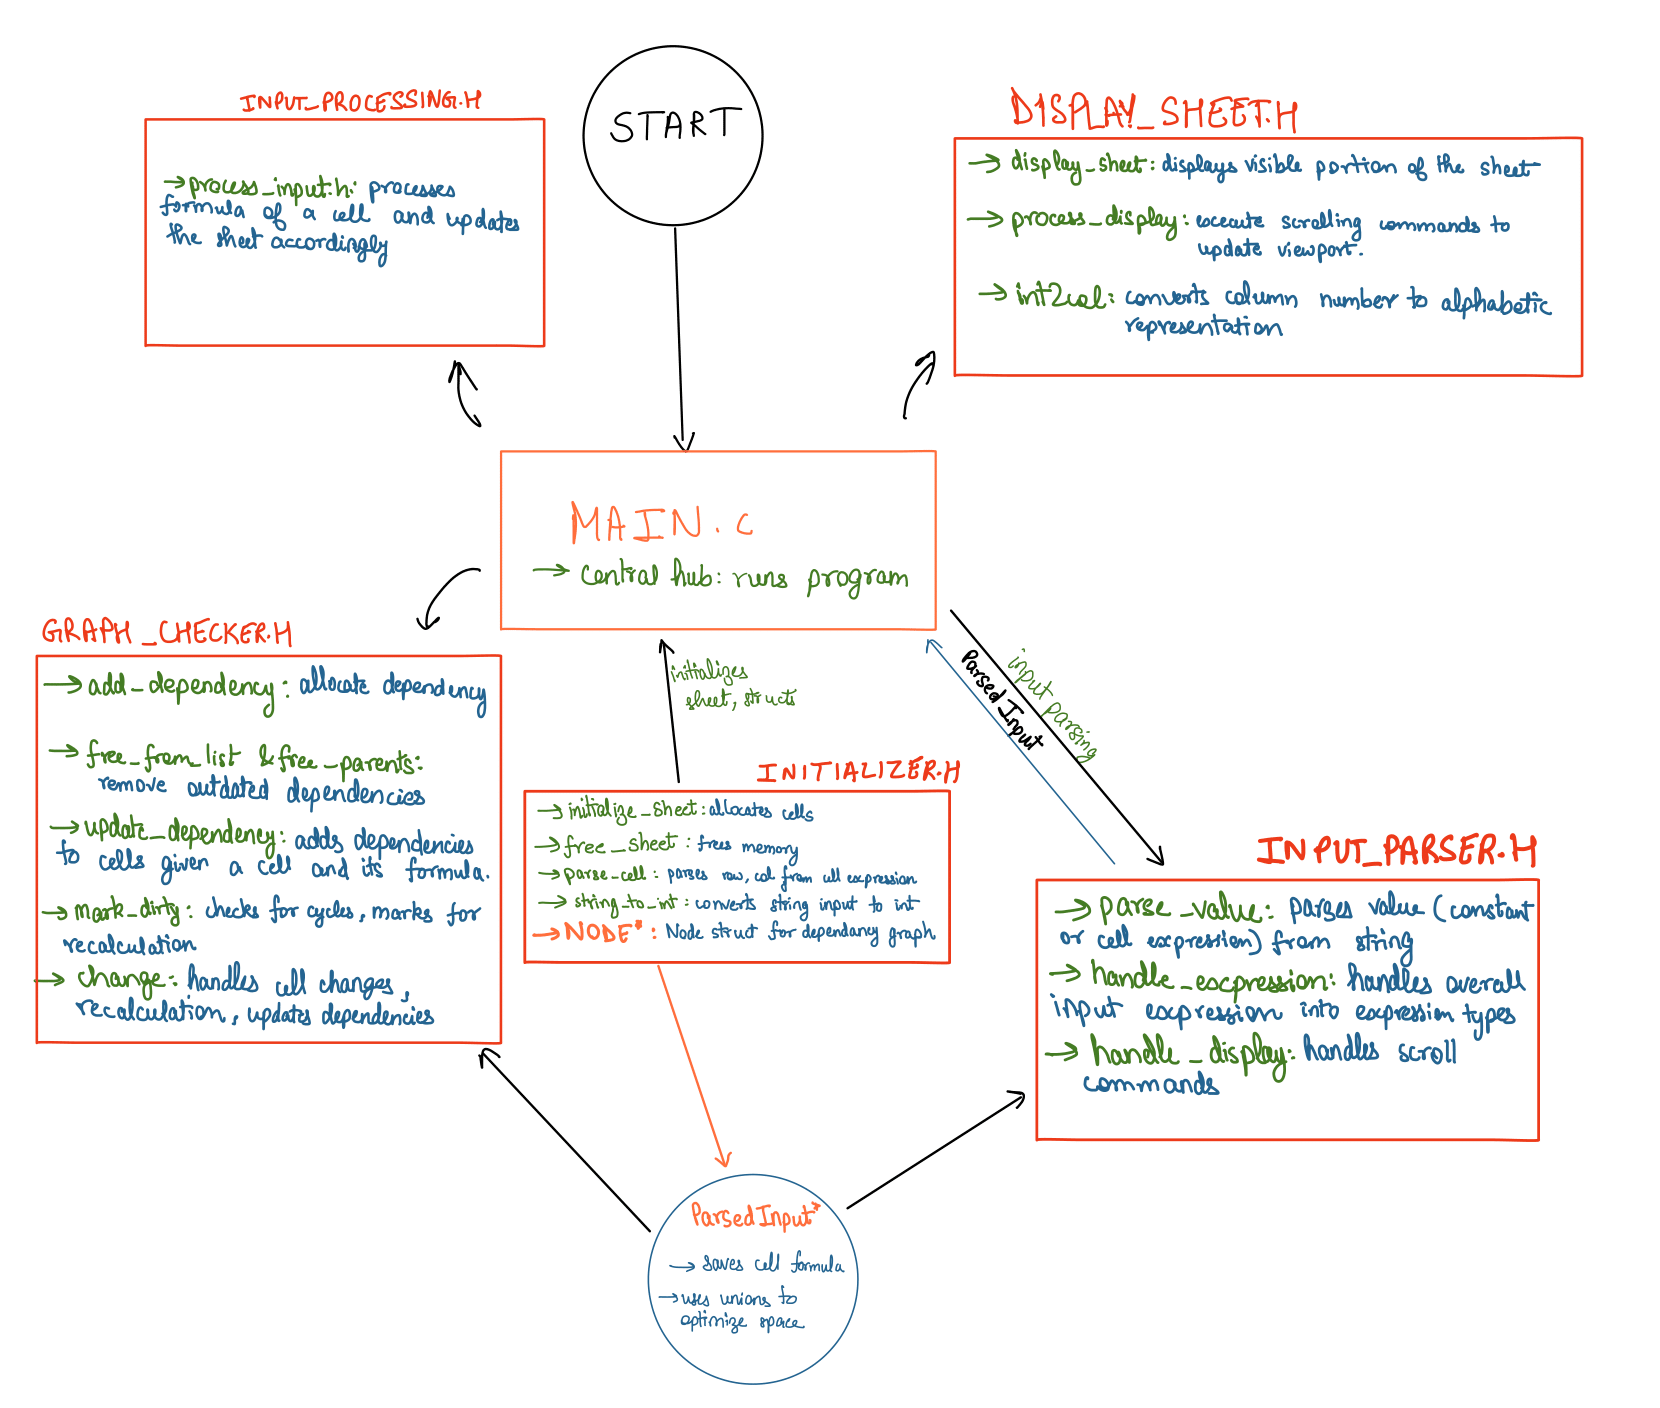 START
INPUT_PROCESSING.H
→ process_input.h: processes
formula of a cell and updates
the sheet accordingly
DISPLAY_SHEET.H
→ display_sheet: displays visible portion of the sheet
→ process_display: execute scrolling commands to
update viewport.
→ int2col: converts column number to alphabetic
representation
MAIN.C
→ central hub: runs program
GRAPH_CHECKER.H
→ add_dependency: allocate dependency
→ free_from_list & free_parents:
remove outdated dependencies
→ update_dependency: adds dependencies
to cells given a cell and its formula.
→ mark_dirty: checks for cycles, marks for
recalculation
→ change: handles cell changes,
recalculation, updates dependencies
initializes
sheet, structs
input parsing
Parsed Input
INITIALIZER.H
→ initialize_sheet: allocates cells
→ free_sheet: frees memory
→ parse_cell: parses row, col from cell expression
→ string_to_int: converts string input to int
→ NODE*: Node struct for dependancy graph
INPUT_PARSER.H
→ parse_value: parses value (constant
or cell expression) from string
→ handle_expression: handles overall
input expression into expression types
→ handle_display: handles scroll
commands
ParsedInput*
→ saves cell formula
→ uses unions to
optimize space